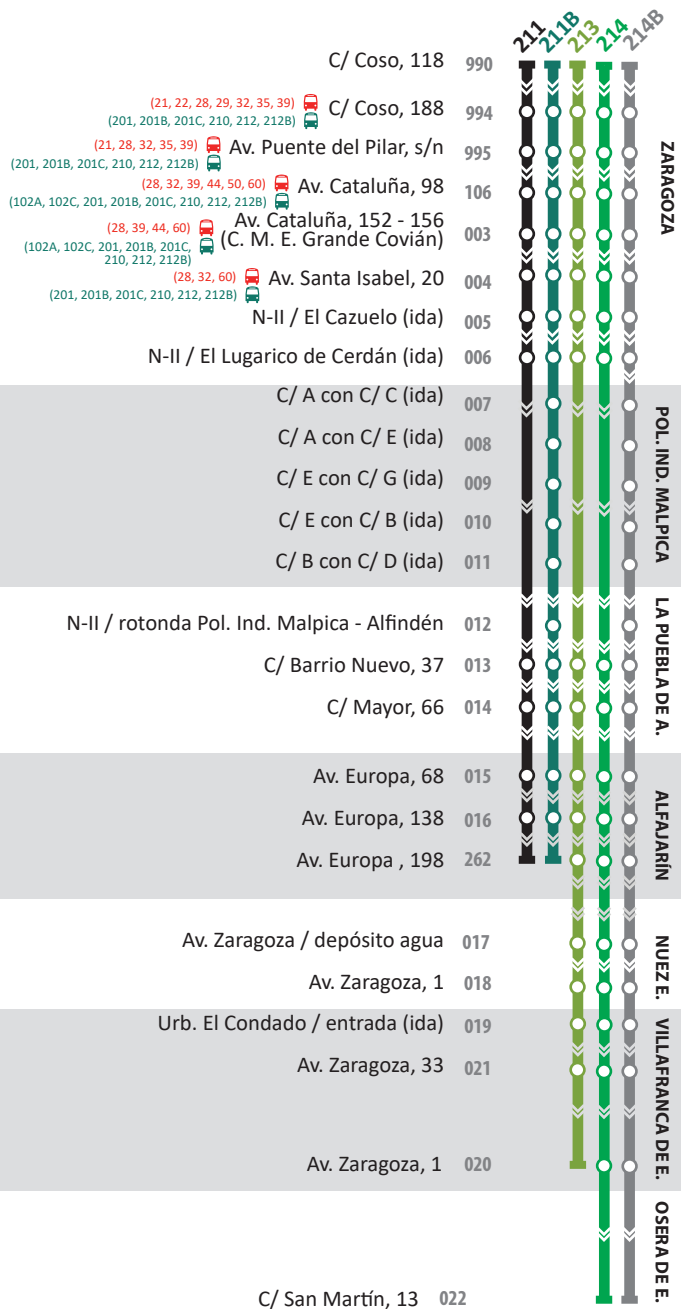 211 211B 213 214 214B
C/ Coso, 118 990
(21, 22, 28, 29, 32, 35, 39)
(201, 201B, 201C, 210, 212, 212B)
C/ Coso, 188 994
(21, 28, 32, 35, 39)
(201, 201B, 201C, 210, 212, 212B)
Av. Puente del Pilar, s/n 995
(28, 32, 39, 44, 50, 60)
(102A, 102C, 201, 201B, 201C, 210, 212, 212B)
Av. Cataluña, 98 106
(28, 39, 44, 60)
(102A, 102C, 201, 201B, 201C,
210, 212, 212B)
Av. Cataluña, 152 - 156
(C. M. E. Grande Covián) 003
(28, 32, 60)
(201, 201B, 201C, 210, 212, 212B)
Av. Santa Isabel, 20 004
N-II / El Cazuelo (ida) 005
N-II / El Lugarico de Cerdán (ida) 006
ZARAGOZA
C/ A con C/ C (ida) 007
C/ A con C/ E (ida) 008
C/ E con C/ G (ida) 009
C/ E con C/ B (ida) 010
C/ B con C/ D (ida) 011
POL. IND. MALPICA
N-II / rotonda Pol. Ind. Malpica - Alfindén 012
C/ Barrio Nuevo, 37 013
C/ Mayor, 66 014
LA PUEBLA DE A.
Av. Europa, 68 015
Av. Europa, 138 016
Av. Europa , 198 262
ALFAJARÍN
Av. Zaragoza / depósito agua 017
Av. Zaragoza, 1 018
NUEZ E.
Urb. El Condado / entrada (ida) 019
Av. Zaragoza, 33 021
Av. Zaragoza, 1 020
VILLAFRANCA DE E.
C/ San Martín, 13 022
OSERA DE E.